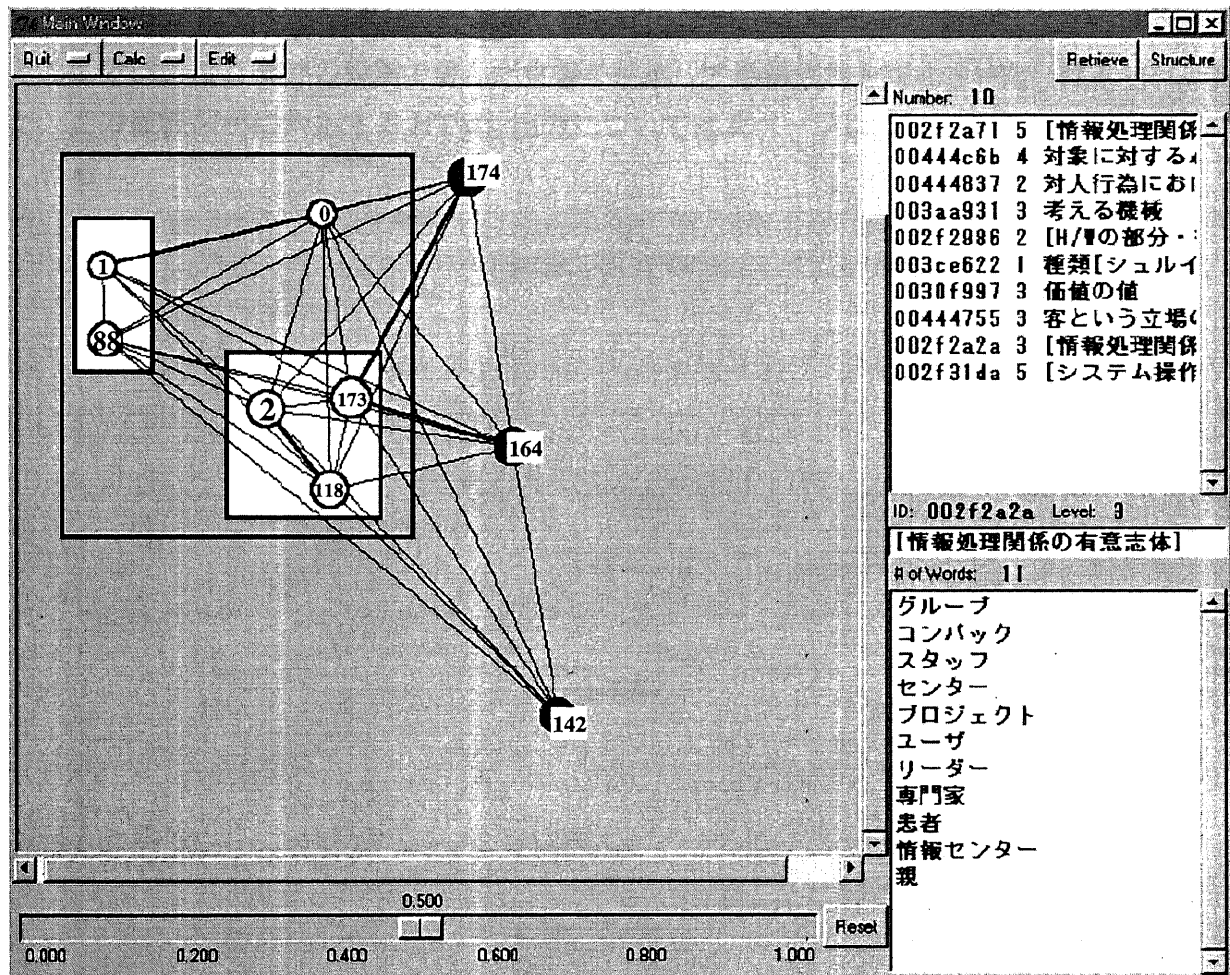 Main Window
Quit Calc Edit Retrieve Structure
Number: 10
002f2a71 5 [情報処理関係
00444c6b 4 対象に対する
00444837 2 対人行為にお
003aa931 3 考える機械
002f2986 2 [H/Wの部分・
003ce622 1 種類[シュルイ
0030f997 3 価値の値
00444755 3 客という立場
002f2a2a 3 [情報処理関係
002f31da 5 [システム操作
ID: 002f2a2a Level: 3
[情報処理関係の有意志体]
# of Words: 11
グループ
コンパック
スタッフ
センター
プロジェクト
ユーザ
リーダー
専門家
患者
情報センター
親
174
0
1
88
173
2
164
118
142
0.500
Reset
0.000 0.200 0.400 0.600 0.800 1.000